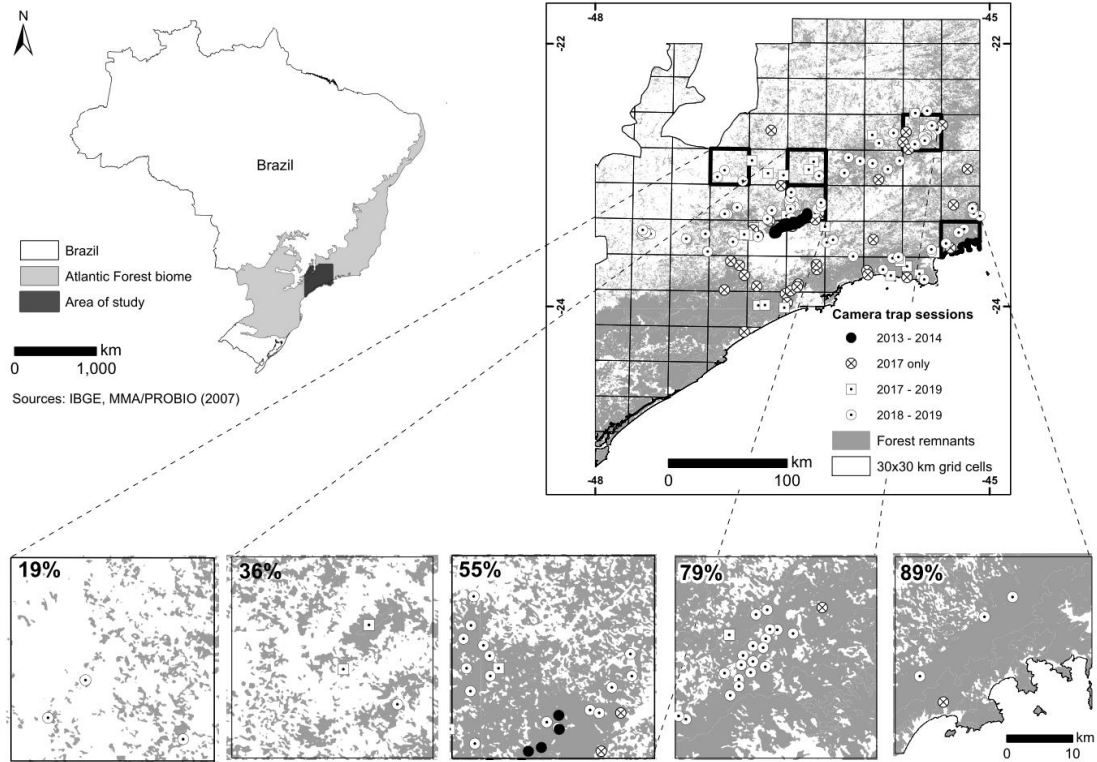 N
Brazil
Brazil
Atlantic Forest biome
Area of study
km
0 1,000
Sources: IBGE, MMA/PROBIO (2007)
-48 -45
-22 -22
-24 -24
Camera trap sessions
2013 - 2014
2017 only
2017 - 2019
2018 - 2019
Forest remnants
30x30 km grid cells
km
0 100
-48 -45
19% 36% 55% 79% 89%
km
0 10